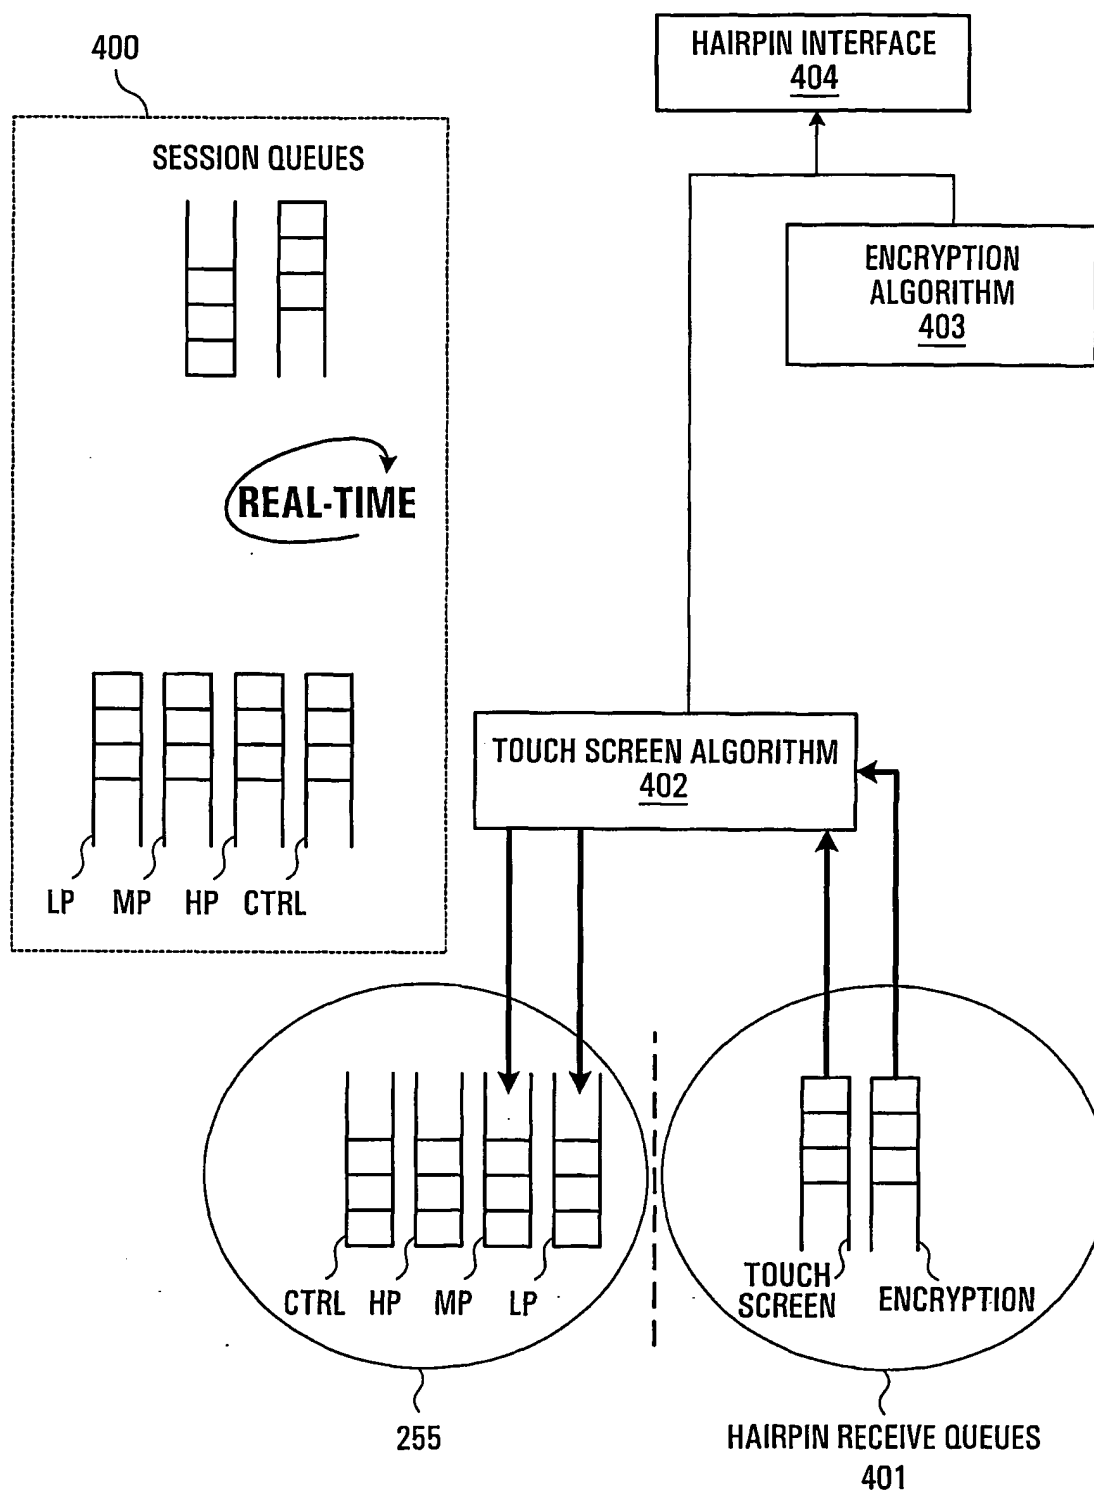 400
HAIRPIN INTERFACE
404
SESSION QUEUES
ENCRYPTION
ALGORITHM
403
REAL-TIME
TOUCH SCREEN ALGORITHM
402
LP MP HP CTRL
CTRL HP MP LP
TOUCH
SCREEN
ENCRYPTION
255
HAIRPIN RECEIVE QUEUES
401